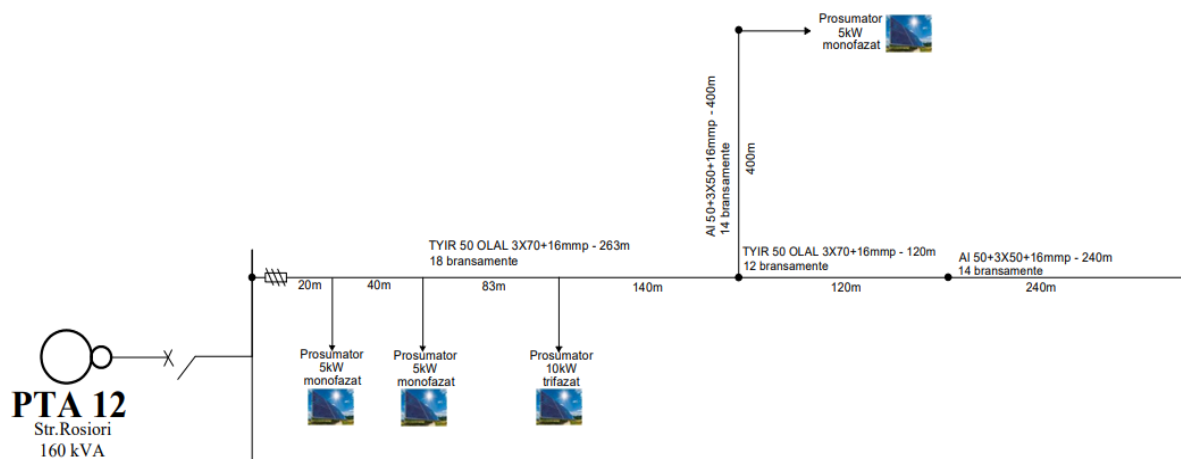 Prosumator
5kW
monofazat
Al 50+3X50+16mmp - 400m
14 bransamente
400m
TYIR 50 OLAL 3X70+16mmp - 263m
18 bransamente
TYIR 50 OLAL 3X70+16mmp - 120m
12 bransamente
Al 50+3X50+16mmp - 240m
14 bransamente
20m
40m
83m
140m
120m
240m
Prosumator
5kW
monofazat
Prosumator
5kW
monofazat
Prosumator
10kW
trifazat
PTA 12
Str.Rosiori
160 kVA